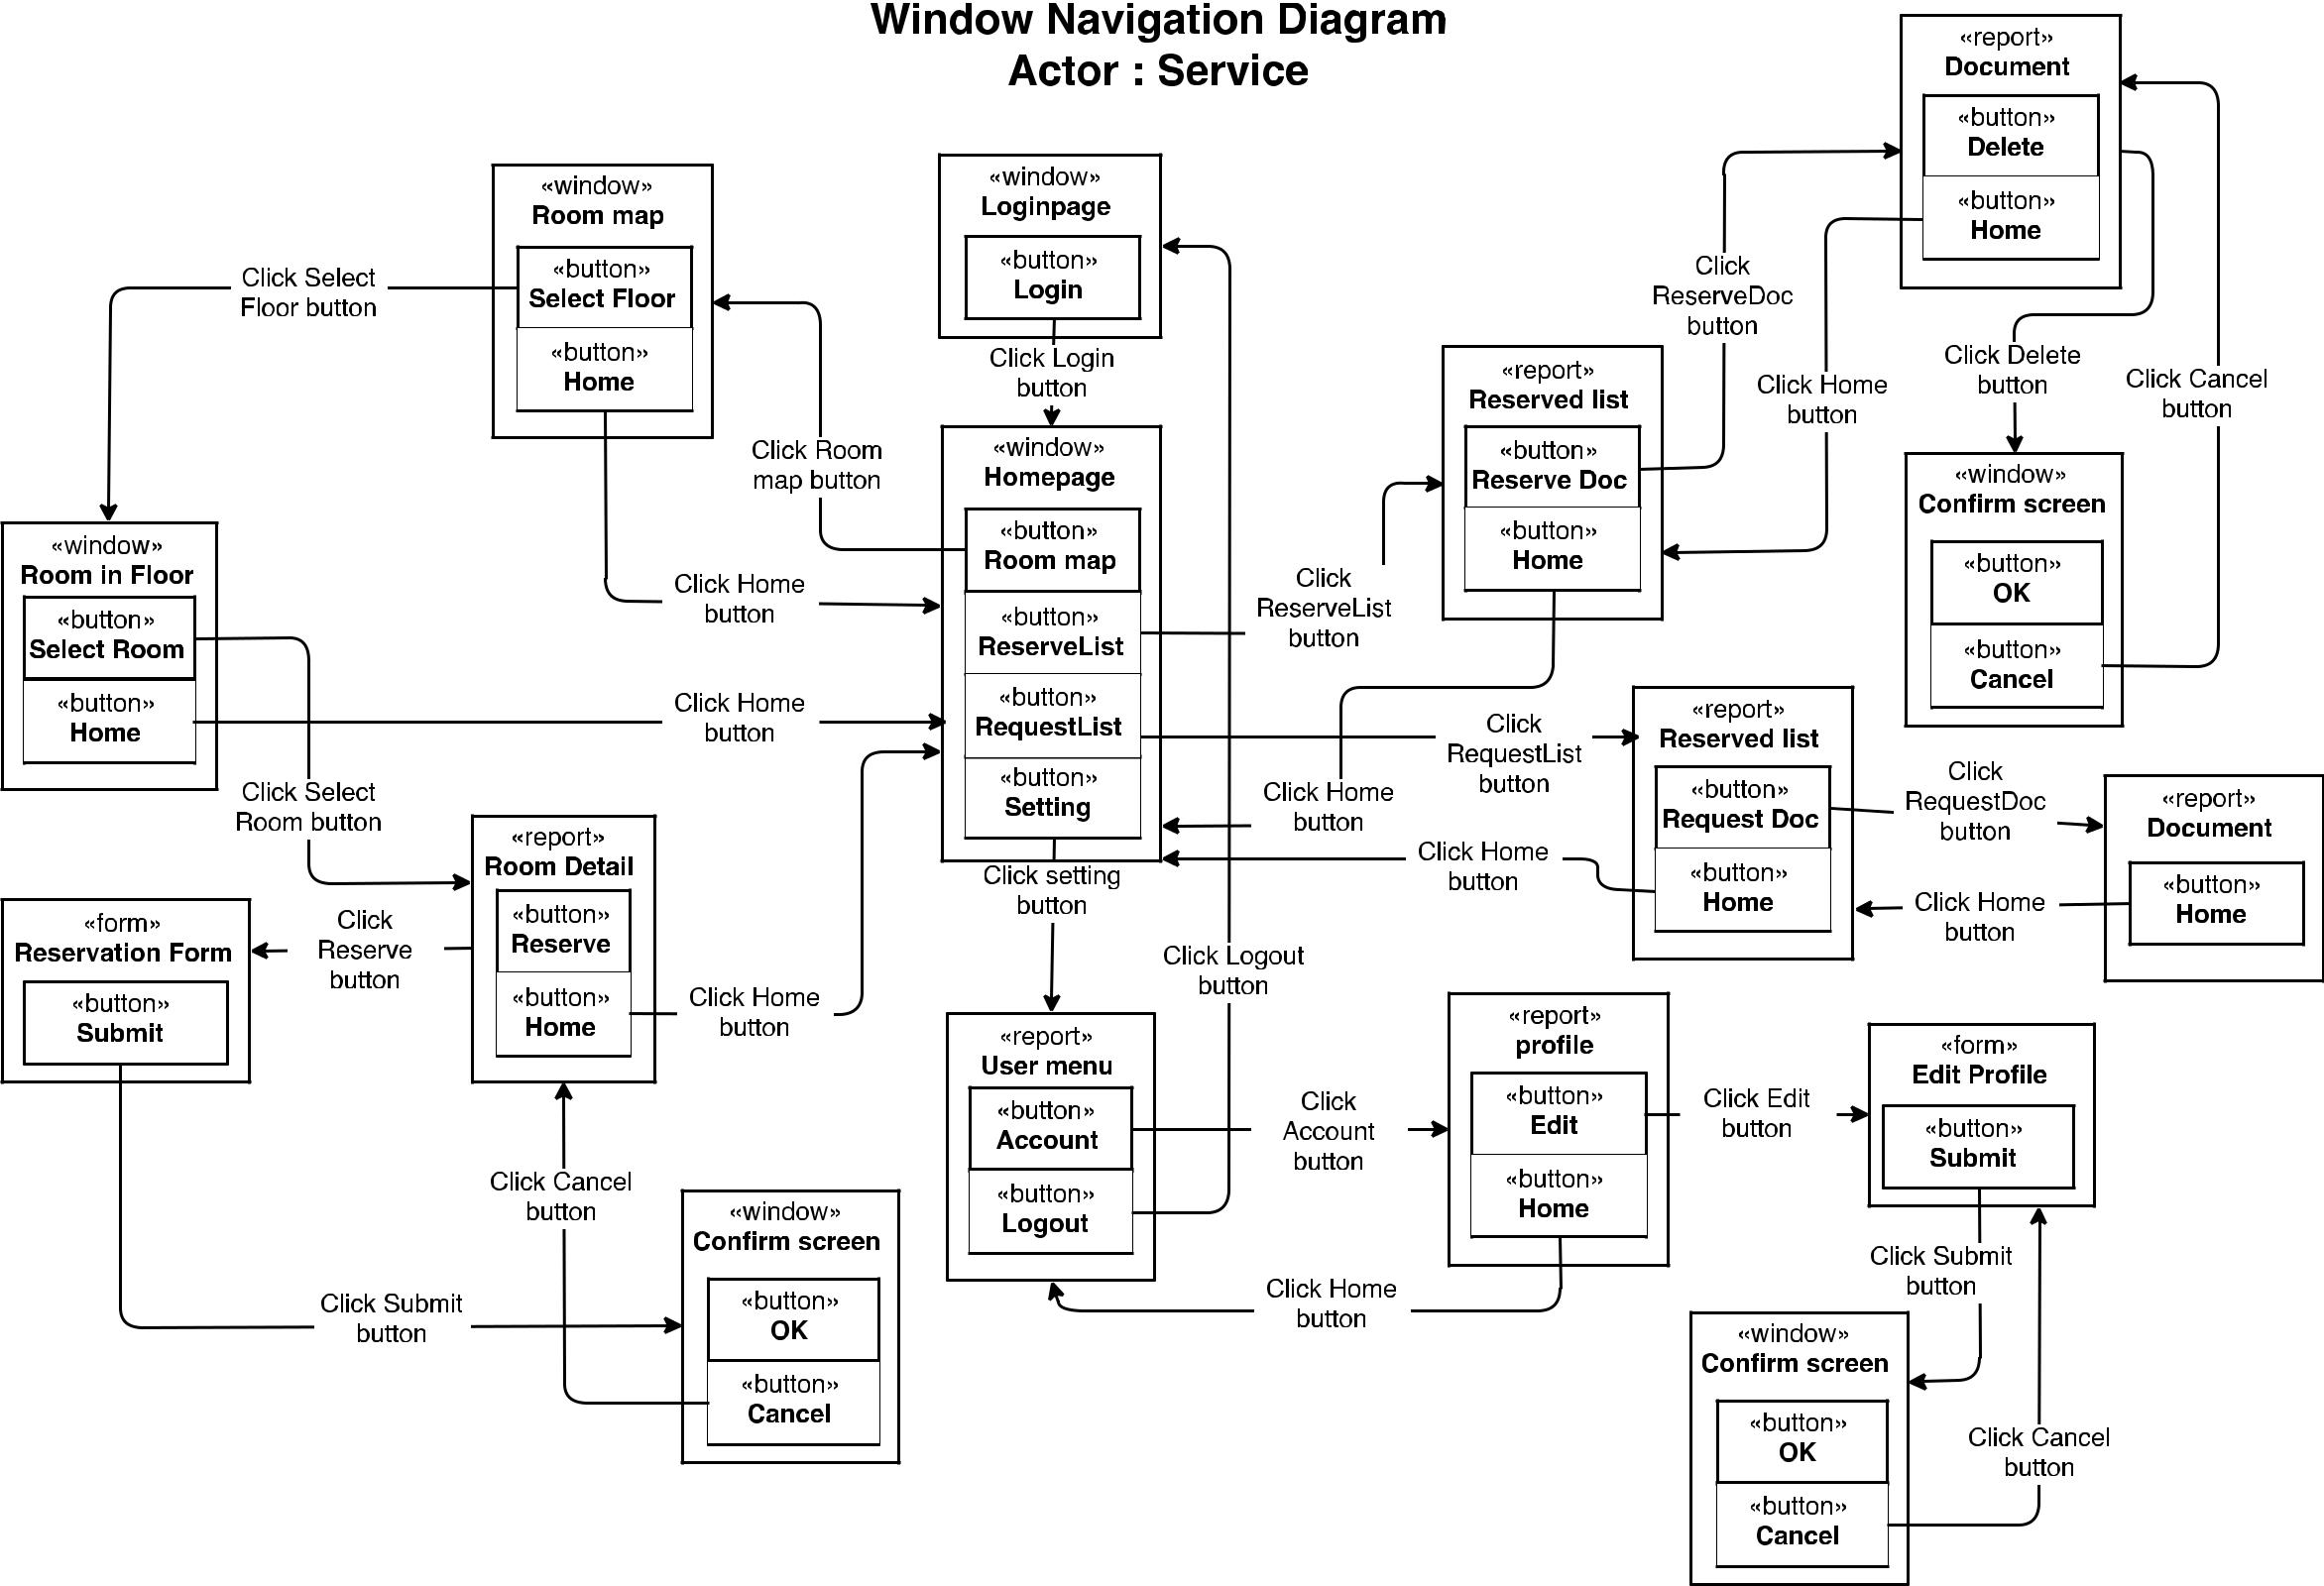 Window Navigation Diagram
Actor : Service
«report»
Document
«button»
Delete
«button»
Home
«window»
Room map
«button»
Select Floor
«button»
Home
«window»
Loginpage
«button»
Login
Click Select
Floor button
Click Login
button
Click
ReserveDoc
button
Click Home
button
Click Delete
button
Click Cancel
button
«report»
Reserved list
«button»
Reserve Doc
«button»
Home
Click Room
map button
«window»
Homepage
«button»
Room map
«button»
ReserveList
«button»
RequestList
«button»
Setting
«window»
Confirm screen
«button»
OK
«button»
Cancel
«window»
Room in Floor
«button»
Select Room
«button»
Home
Click Home
button
Click
ReserveList
button
Click Home
button
Click
RequestList
button
«report»
Reserved list
«button»
Request Doc
«button»
Home
Click
RequestDoc
button
«report»
Document
«button»
Home
Click Select
Room button
Click Home
button
Click Home
button
Click Home
button
«report»
Room Detail
«button»
Reserve
«button»
Home
Click setting
button
«form»
Reservation Form
«button»
Submit
Click
Reserve
button
Click Home
button
Click Logout
button
«report»
User menu
«button»
Account
«button»
Logout
«report»
profile
«button»
Edit
«button»
Home
«form»
Edit Profile
«button»
Submit
Click
Account
button
Click Edit
button
Click Cancel
button
«window»
Confirm screen
«button»
OK
«button»
Cancel
Click Submit
button
Click Home
button
Click Submit
button
«window»
Confirm screen
«button»
OK
«button»
Cancel
Click Cancel
button